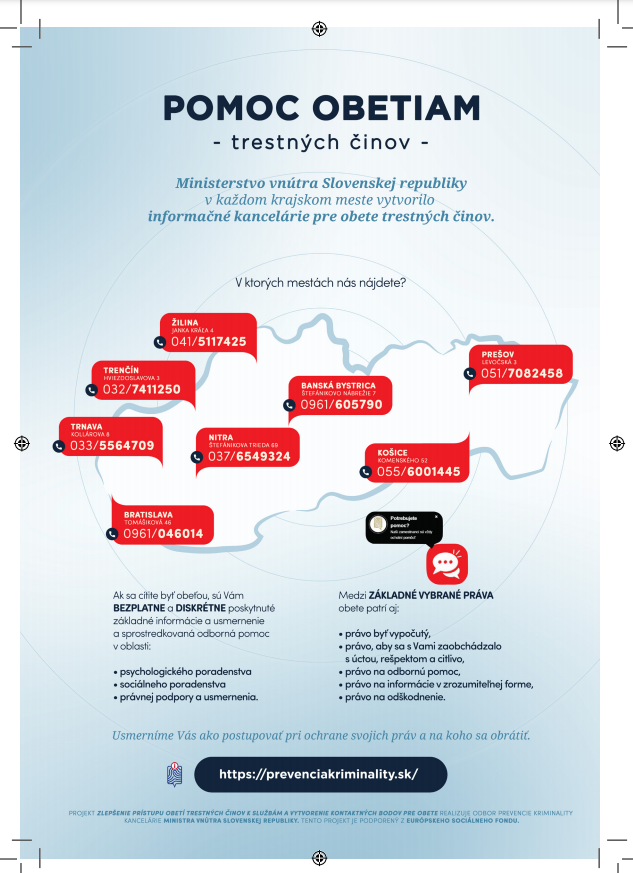 POMOC OBETIAM
- trestných činov -
Ministerstvo vnútra Slovenskej republiky
v každom krajskom meste vytvorilo
informačné kancelárie pre obete trestných činov.
V ktorých mestách nás nájdete?
ŽILINA
JANKA KRÁĽA 4
041/5117425
TRENČÍN
HVIEZDOSLAVOVA 3
032/7411250
PREŠOV
LEVOČSKÁ 3
051/7082458
BANSKÁ BYSTRICA
ŠTEFÁNIKOVO NÁBREŽIE 7
0961/605790
TRNAVA
KOLLÁROVA 8
033/5564709
NITRA
ŠTEFÁNIKOVA TRIEDA 69
037/6549324
KOŠICE
KOMENSKÉHO 52
055/6001445
BRATISLAVA
TOMÁŠIKOVÁ 46
0961/046014
Potrebujete
pomoc?
Naši zamestnanci sú vždy
ochotní pomôcť!
Ak sa cítite byť obeťou, sú Vám
BEZPLATNE a DISKRÉTNE poskytnuté
základné informácie a usmernenie
a sprostredkovaná odborná pomoc
v oblasti:
• psychologického poradenstva
• sociálneho poradenstva
• právnej podpory a usmernenia.
Medzi ZÁKLADNÉ VYBRANÉ PRÁVA
obete patrí aj:
• právo byť vypočutý,
• právo, aby sa s Vami zaobchádzalo
s úctou, rešpektom a citlivo,
• právo na odbornú pomoc,
• právo na informácie v zrozumiteľnej forme,
• právo na odškodnenie.
Usmerníme Vás ako postupovať pri ochrane svojich práv a na koho sa obrátiť.
https://prevenciakriminality.sk/
PROJEKT ZLEPŠENIE PRÍSTUPU OBETÍ TRESTNÝCH ČINOV K SLUŽBÁM A VYTVORENIE KONTAKTNÝCH BODOV PRE OBETE REALIZUJE ODBOR PREVENCIE KRIMINALITY
KANCELÁRIE MINISTRA VNÚTRA SLOVENSKEJ REPUBLIKY. TENTO PROJEKT JE PODPORENÝ Z EURÓPSKEHO SOCIÁLNEHO FONDU.